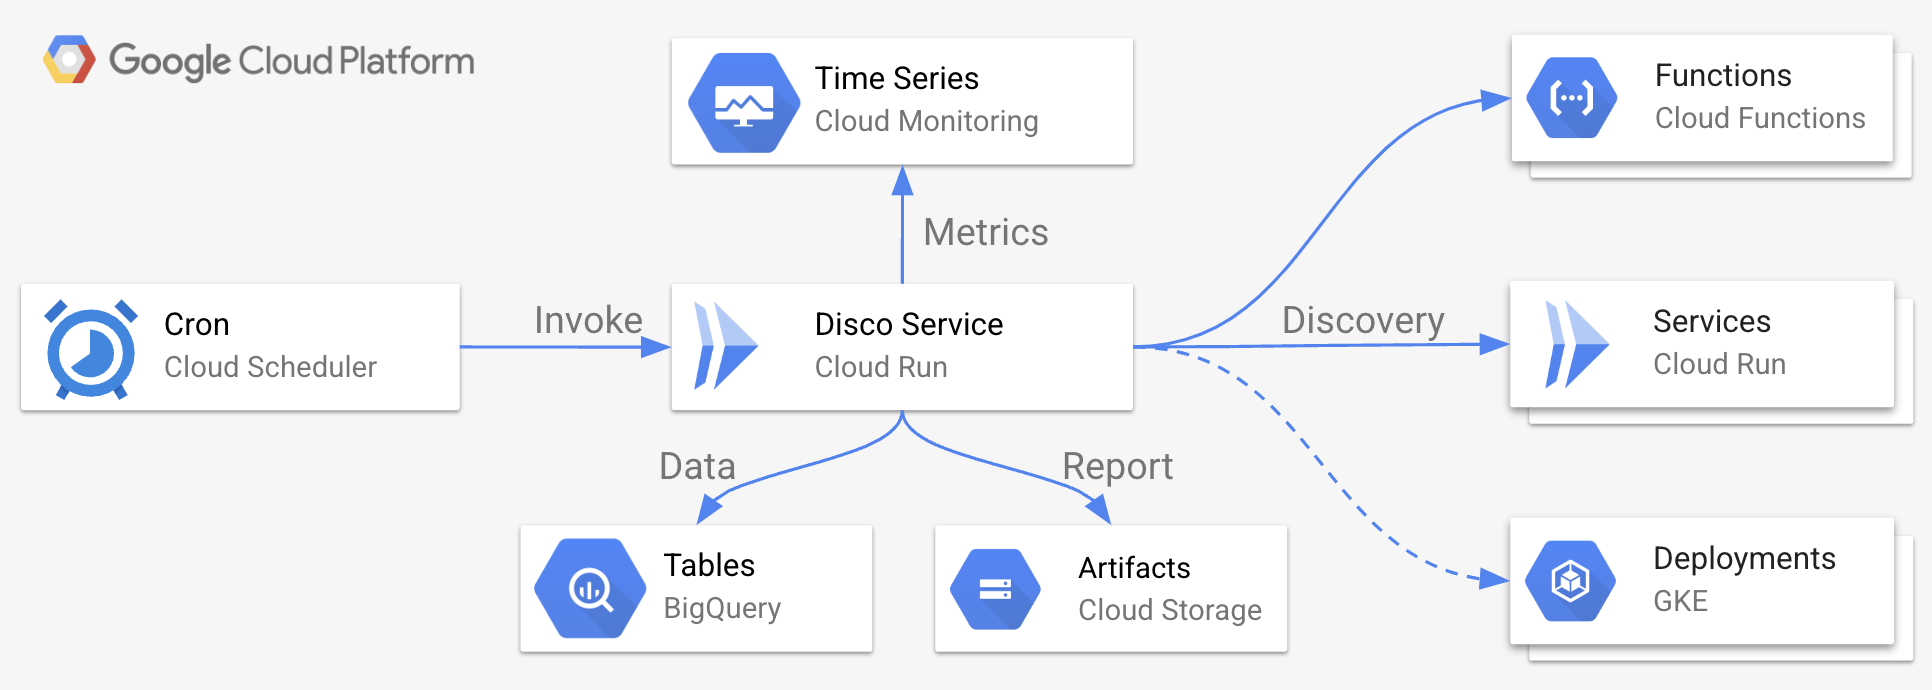 Google Cloud Platform
Time Series
Cloud Monitoring
Functions
Cloud Functions
Metrics
Cron
Cloud Scheduler
Invoke
Disco Service
Cloud Run
Discovery
Services
Cloud Run
Data
Report
Tables
BigQuery
Artifacts
Cloud Storage
Deployments
GKE